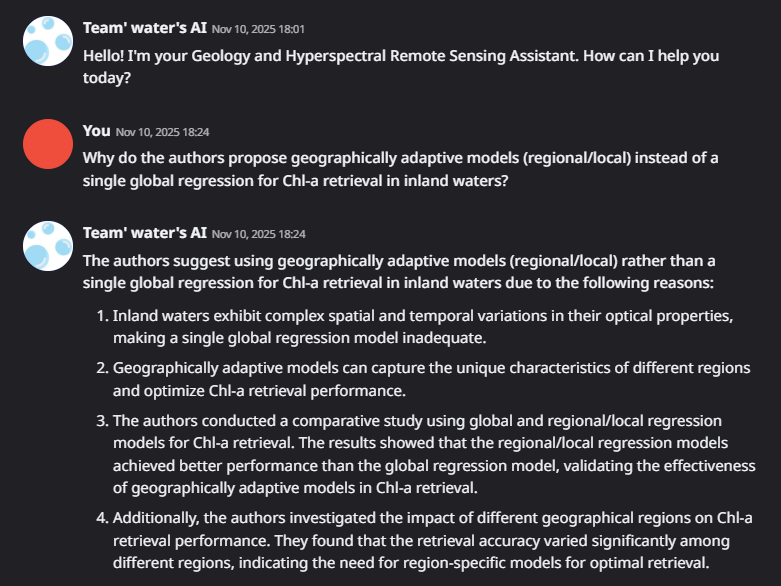 Team' water's AI Nov 10, 2025 18:01
Hello! I'm your Geology and Hyperspectral Remote Sensing Assistant. How can I help you
today?
You Nov 10, 2025 18:24
Why do the authors propose geographically adaptive models (regional/local) instead of a
single global regression for Chl-a retrieval in inland waters?
Team' water's AI Nov 10, 2025 18:24
The authors suggest using geographically adaptive models (regional/local) rather than a
single global regression for Chl-a retrieval in inland waters due to the following reasons:
1. Inland waters exhibit complex spatial and temporal variations in their optical properties,
making a single global regression model inadequate.
2. Geographically adaptive models can capture the unique characteristics of different regions
and optimize Chl-a retrieval performance.
3. The authors conducted a comparative study using global and regional/local regression
models for Chl-a retrieval. The results showed that the regional/local regression models
achieved better performance than the global regression model, validating the effectiveness
of geographically adaptive models in Chl-a retrieval.
4. Additionally, the authors investigated the impact of different geographical regions on Chl-a
retrieval performance. They found that the retrieval accuracy varied significantly among
different regions, indicating the need for region-specific models for optimal retrieval.